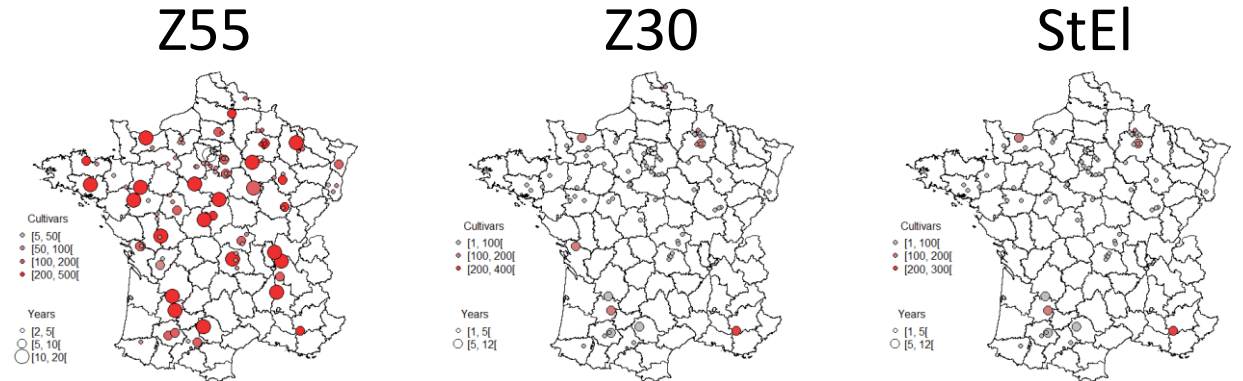 Z55
Z30
StEl
Cultivars
[5, 50[
[50, 100[
[100, 200[
[200, 500[
Years
[2, 5[
[5, 10[
[10, 20[
Cultivars
[1, 100[
[100, 200[
[200, 400[
Years
[1, 5[
[5, 12[
Cultivars
[1, 100[
[100, 200[
[200, 300[
Years
[1, 5[
[5, 12[